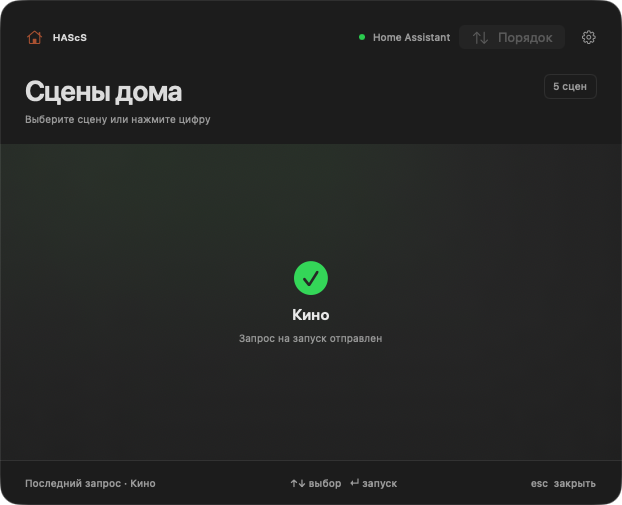 HAScS
Home Assistant
Порядок
Сцены дома
5 сцен
Выберите сцену или нажмите цифру
Кино
Запрос на запуск отправлен
Последний запрос · Кино
↑↓ выбор ↵ запуск
esc закрыть